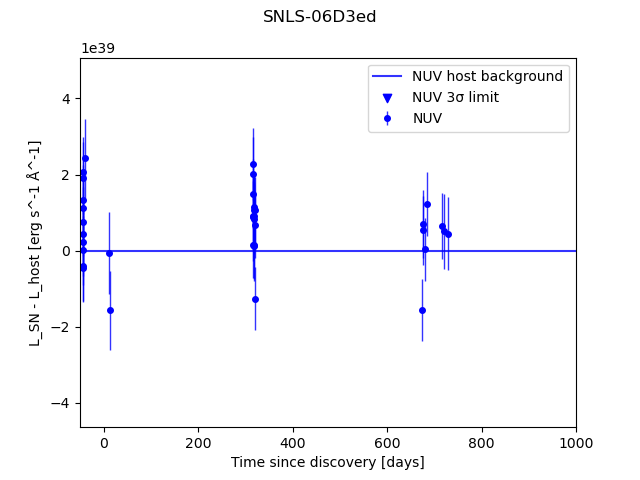 SNLS-06D3ed
1e39
NUV host background
NUV 3σ limit
NUV
4
2
0
−2
−4
L_SN - L_host [erg s^-1 Å^-1]
0 200 400 600 800 1000
Time since discovery [days]